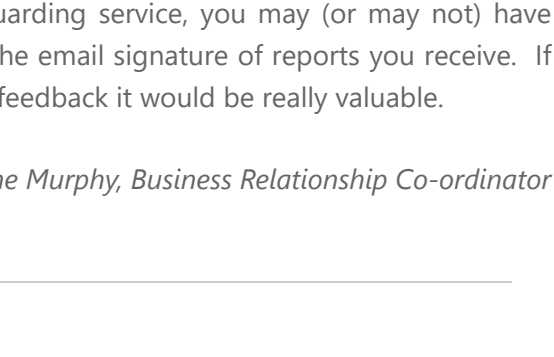 uarding service, you may (or may not) have
he email signature of reports you receive. If
feedback it would be really valuable.
ne Murphy, Business Relationship Co-ordinator